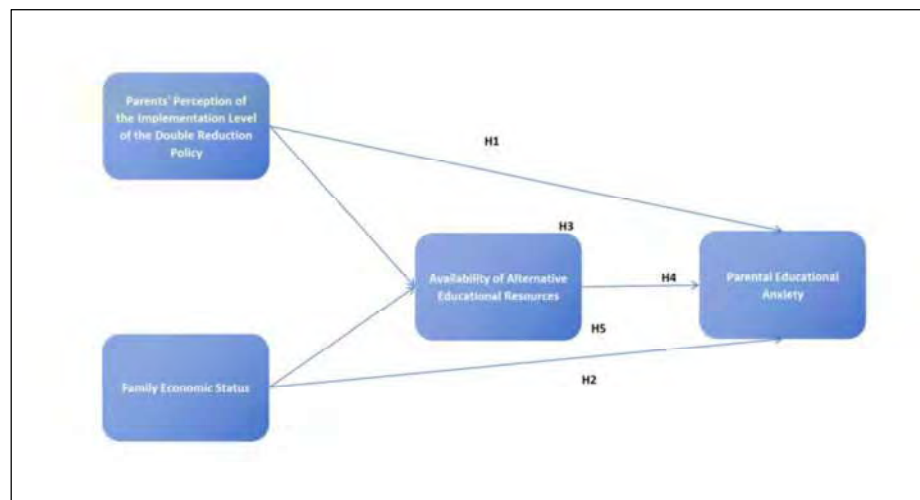 Parents' Perception of
the Implementation Level
of the Double Reduction
Policy
H1
H3
Availability of Alternative
Educational Resources
H4
Parental Educational
Anxiety
H5
Family Economic Status
H2